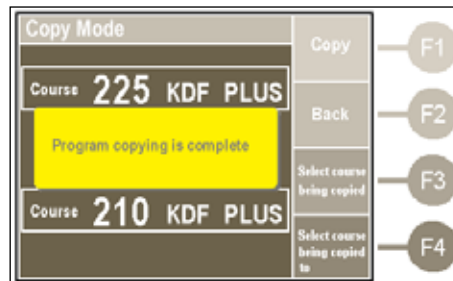 Copy Mode
Copy
F1
Course 225 KDF PLUS
Back
F2
Program copying is complete
Select course
being copied
F3
Course 210 KDF PLUS
Select course
being copied
to
F4